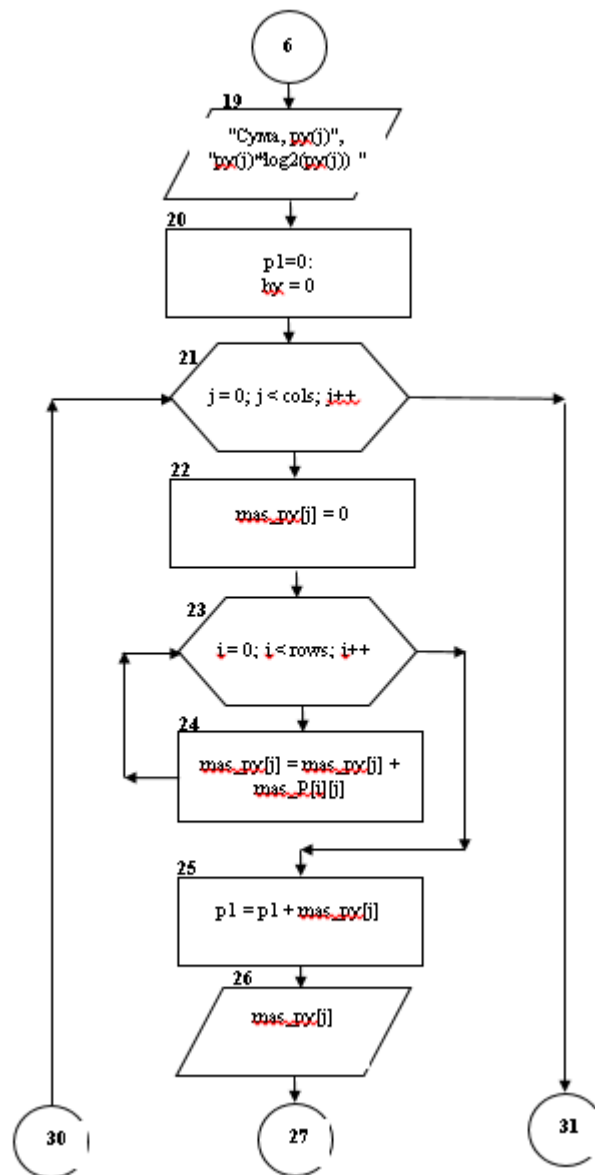 6
19
"Сума, py(j)",
"py(j)*log2(py(j)) "
20
p1=0:
hy = 0
21
j = 0; j < cols; j++
22
mas_py[j] = 0
23
i = 0; i < rows; i++
24
mas_py[j] = mas_py[j] +
mas_P[i][j]
25
p1 = p1 + mas_py[j]
26
mas_py[j]
30
27
31